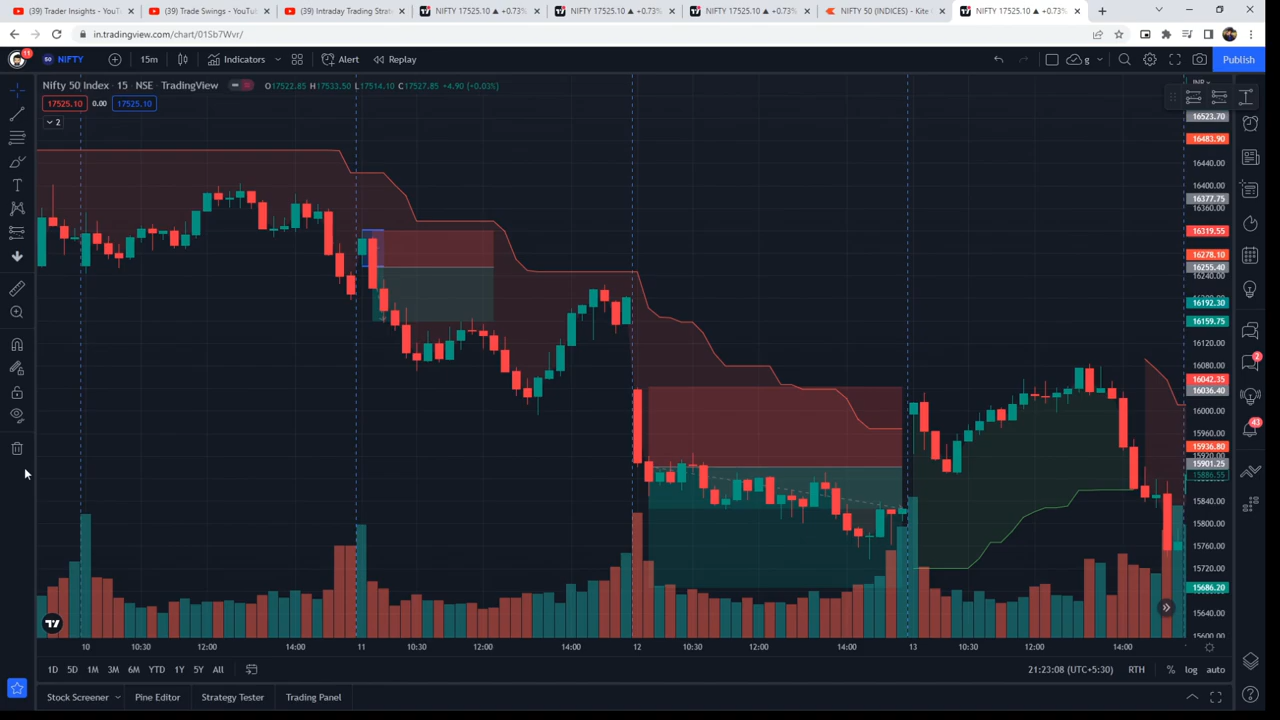 (39) Trader Insights - YouT
(39) Trade Swings - YouTub
(39) Intraday Trading Strate
NIFTY 17525.10 ▲ +0.73%
NIFTY 17525.10 ▲ +0.73%
NIFTY 17525.10 ▲ +0.73%
NIFTY 50 (INDICES) - Kite
NIFTY 17525.10 ▲ +0.73%
in.tradingview.com/chart/01Sb7Wvr/
11
50 NIFTY 15m Indicators Alert Replay g Publish
Nifty 50 Index · 15 · NSE · TradingView O17522.85 H17533.50 L17514.10 C17527.85 +4.90 (+0.03%)
17525.10 0.00 17525.10
2
16523.70
16483.90
16440.00
16400.00
16377.75
16360.00
16319.55
16278.10
16255.40
16240.00
16192.30
16159.75
16120.00
16080.00
16042.35
16036.40
16000.00
15960.00
15936.80
15920.00
15901.25
15886.55
15840.00
15800.00
15760.00
15720.00
15686.20
15640.00
15600.00
2
43
10 10:30 12:00 14:00 11 10:30 12:00 14:00 12 10:30 12:00 14:00 13 10:30 12:00 14:00
1D 5D 1M 3M 6M YTD 1Y 5Y All 21:23:08 (UTC+5:30) RTH % log auto
Stock Screener Pine Editor Strategy Tester Trading Panel